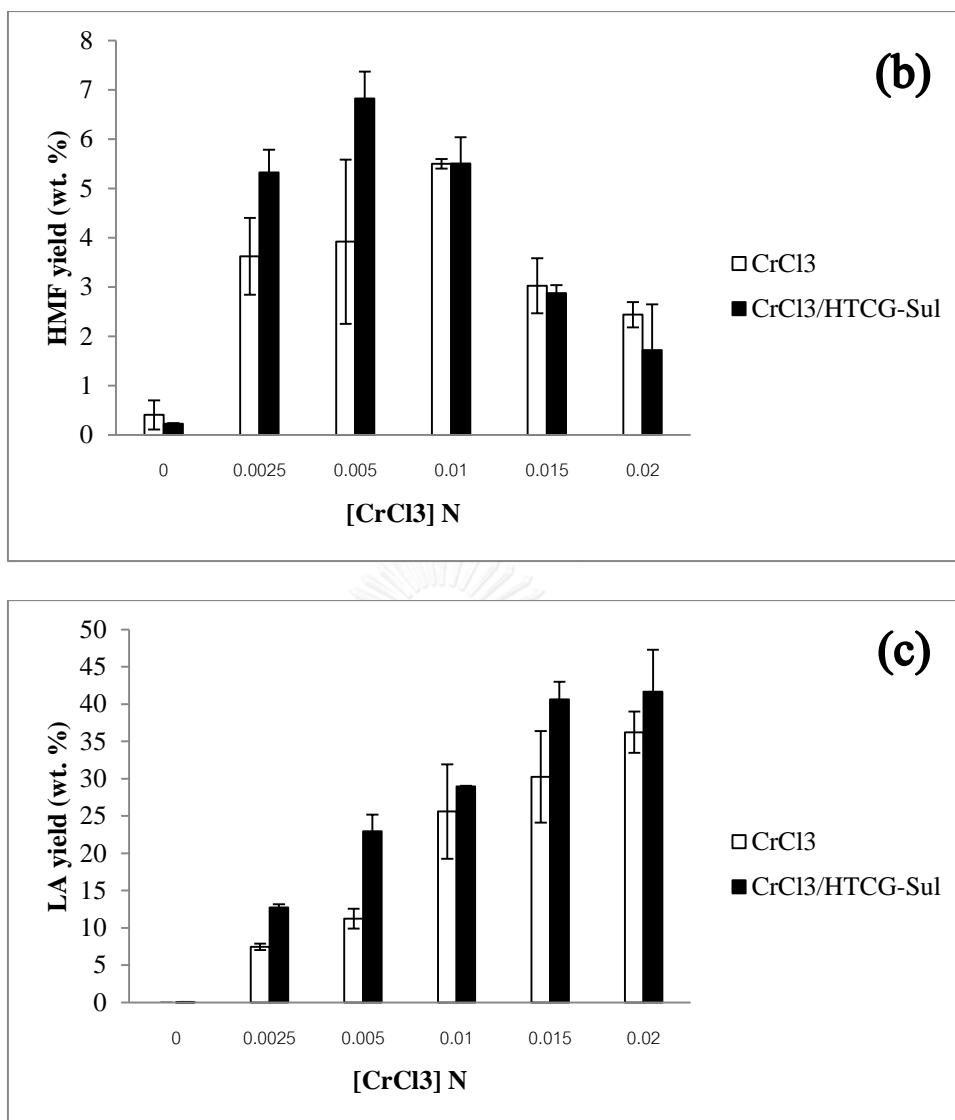 (b)
8
7
6
5
4
3
2
1
0
HMF yield (wt. %)
0 0.0025 0.005 0.01 0.015 0.02
[CrCl3] N
CrCl3
CrCl3/HTCG-Sul
(c)
50
45
40
35
30
25
20
15
10
5
0
LA yield (wt. %)
0 0.0025 0.005 0.01 0.015 0.02
[CrCl3] N
CrCl3
CrCl3/HTCG-Sul